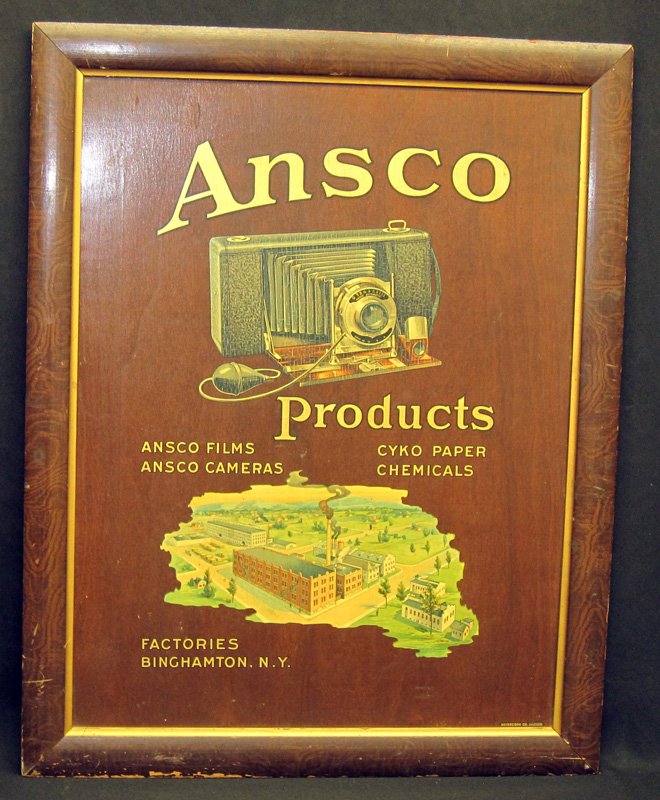 Ansco
Products
ANSCO FILMS
ANSCO CAMERAS
CYKO PAPER
CHEMICALS
FACTORIES
BINGHAMTON, N.Y.